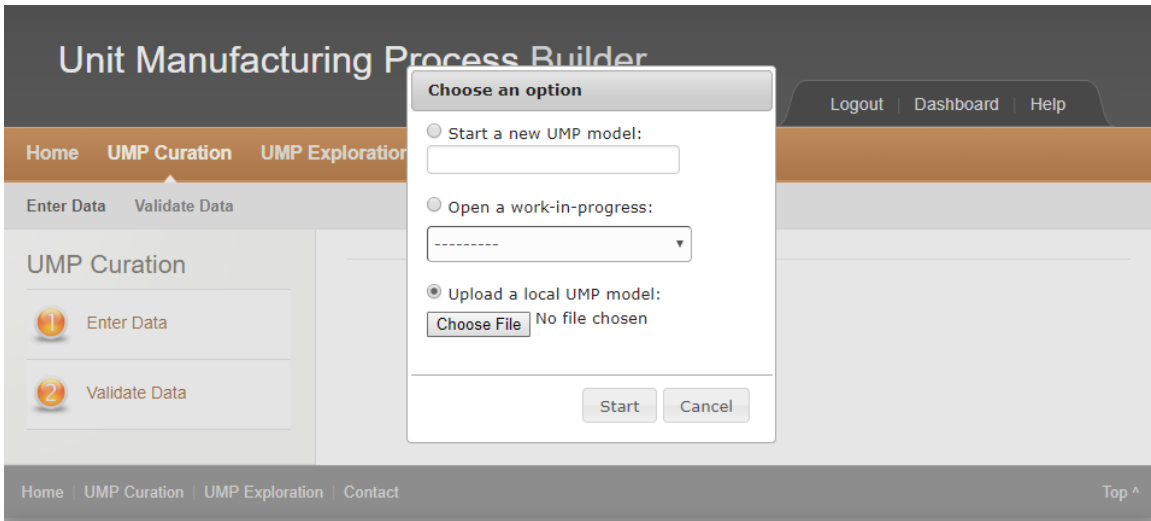 Unit Manufacturing Process Builder
Logout | Dashboard | Help
Home UMP Curation UMP Exploration
Enter Data Validate Data
UMP Curation
1 Enter Data
2 Validate Data
Choose an option
Start a new UMP model:
Open a work-in-progress:
---------
Upload a local UMP model:
Choose File No file chosen
Start Cancel
Home | UMP Curation | UMP Exploration | Contact
Top ^